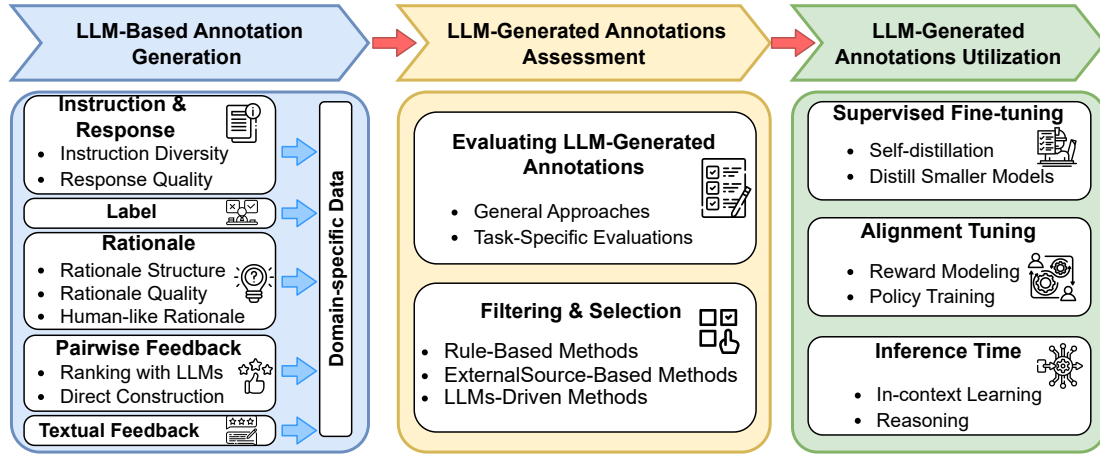 LLM-Based Annotation
Generation
LLM-Generated Annotations
Assessment
LLM-Generated
Annotations Utilization
Instruction &
Response
• Instruction Diversity
• Response Quality
Label
Rationale
• Rationale Structure
• Rationale Quality
• Human-like Rationale
Pairwise Feedback
• Ranking with LLMs
• Direct Construction
Textual Feedback
Domain-specific Data
Evaluating LLM-Generated
Annotations
• General Approaches
• Task-Specific Evaluations
Filtering & Selection
• Rule-Based Methods
• ExternalSource-Based Methods
• LLMs-Driven Methods
Supervised Fine-tuning
• Self-distillation
• Distill Smaller Models
Alignment Tuning
• Reward Modeling
• Policy Training
Inference Time
• In-context Learning
• Reasoning